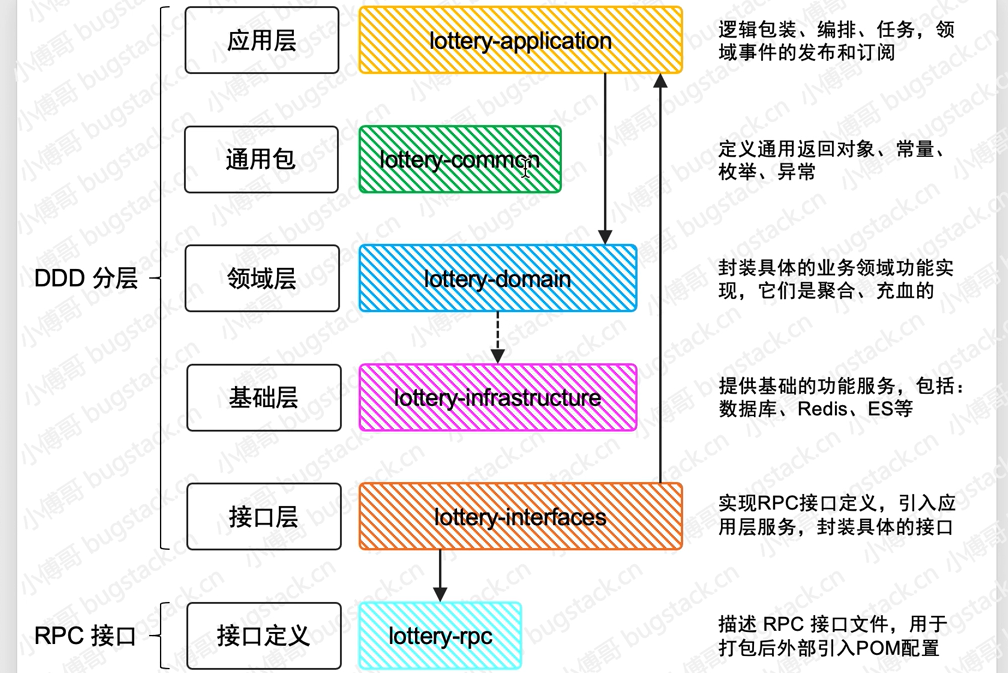 应用层
lottery-application
逻辑包装、编排、任务，领
域事件的发布和订阅
通用包
lottery-common
定义通用返回对象、常量、
枚举、异常
DDD 分层
领域层
lottery-domain
封装具体的业务领域功能实
现，它们是聚合、充血的
基础层
lottery-infrastructure
提供基础的功能服务，包括：
数据库、Redis、ES等
接口层
lottery-interfaces
实现RPC接口定义，引入应
用层服务，封装具体的接口
RPC 接口
接口定义
lottery-rpc
描述 RPC 接口文件，用于
打包后外部引入POM配置
小傅哥 bugstack.cn